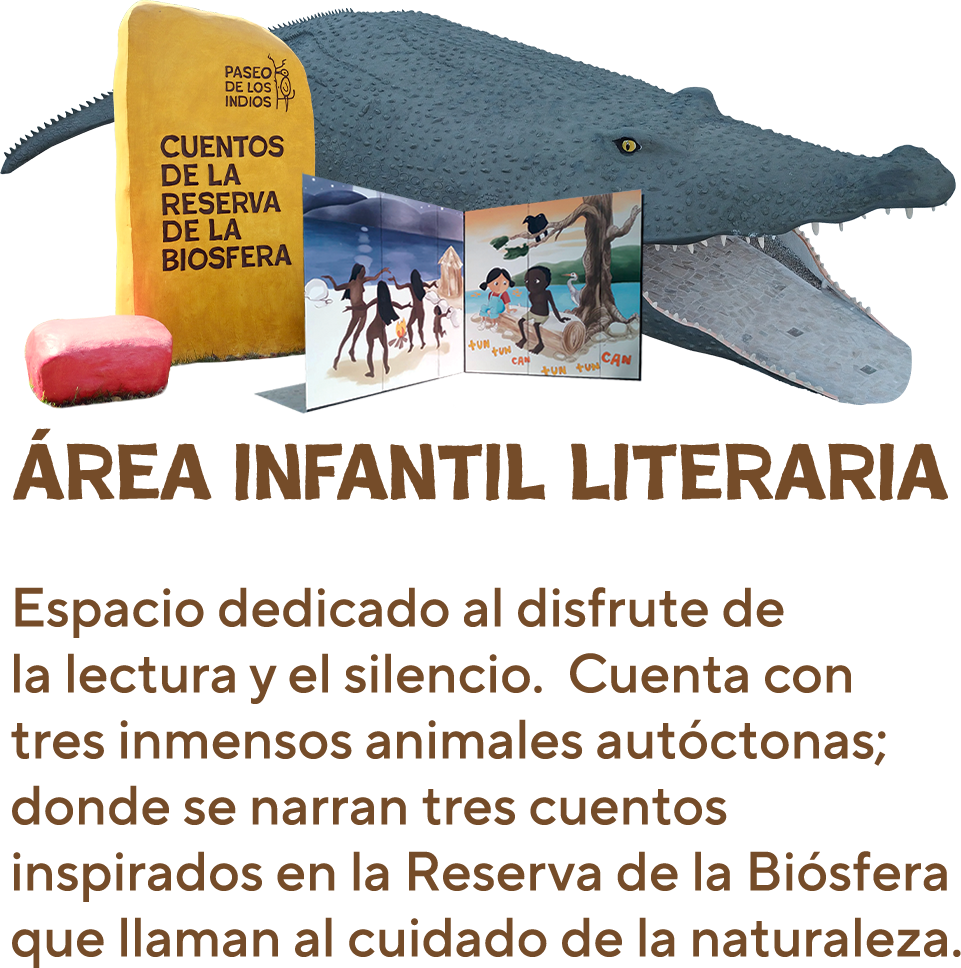 PASEO
DE LOS
INDIOS
CUENTOS
DE LA
RESERVA
DE LA
BIOSFERA
tun
tun
CAN
tun tun
CAN
ÁREA INFANTIL LITERARIA
Espacio dedicado al disfrute de
la lectura y el silencio.  Cuenta con
tres inmensos animales autóctonas;
donde se narran tres cuentos
inspirados en la Reserva de la Biósfera
que llaman al cuidado de la naturaleza.